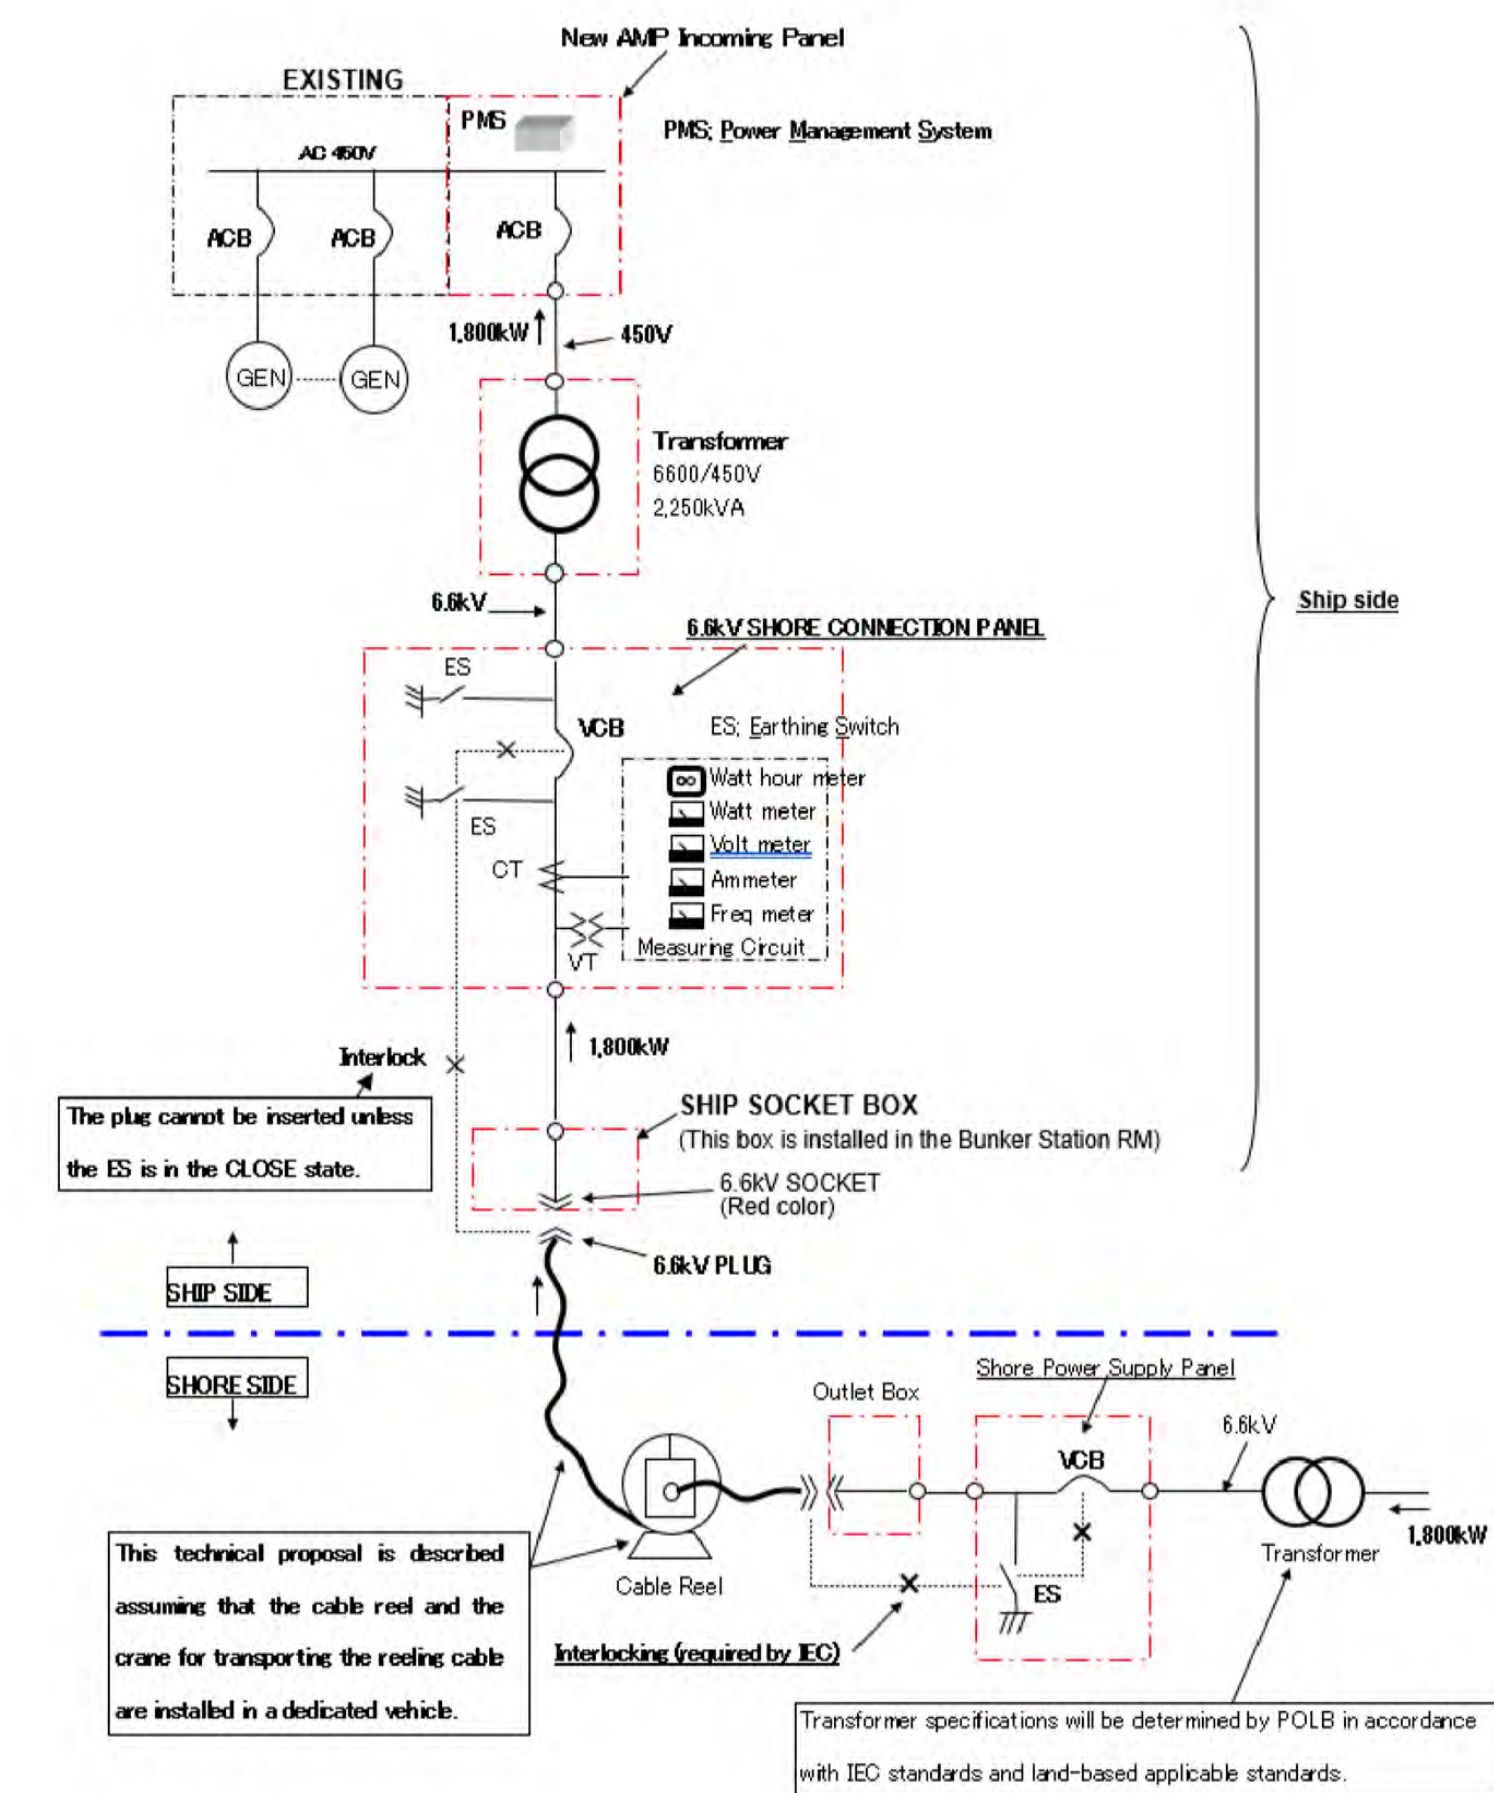 New AMP Incoming Panel
EXISTING
PMS
PMS; Power Management System
AC 450V
ACB
ACB
ACB
1,800kW
450V
GEN
GEN
Transformer
6600/450V
2,250kVA
6.6kV
Ship side
6.6kV SHORE CONNECTION PANEL
ES
VCB
ES; Earthing Switch
Watt hour meter
Watt meter
ES
Volt meter
CT
Ammeter
Freq meter
Measuring Circuit
VT
Interlock
1,800kW
The plug cannot be inserted unless
the ES is in the CLOSE state.
SHIP SOCKET BOX
(This box is installed in the Bunker Station RM)
6.6kV SOCKET
(Red color)
6.6kV PLUG
SHIP SIDE
SHORE SIDE
Shore Power Supply Panel
Outlet Box
6.6kV
VCB
1,800kW
Transformer
Cable Reel
ES
This technical proposal is described
assuming that the cable reel and the
crane for transporting the reeling cable
are installed in a dedicated vehicle.
Interlocking (required by IEC)
Transformer specifications will be determined by POLB in accordance
with IEC standards and land-based applicable standards.